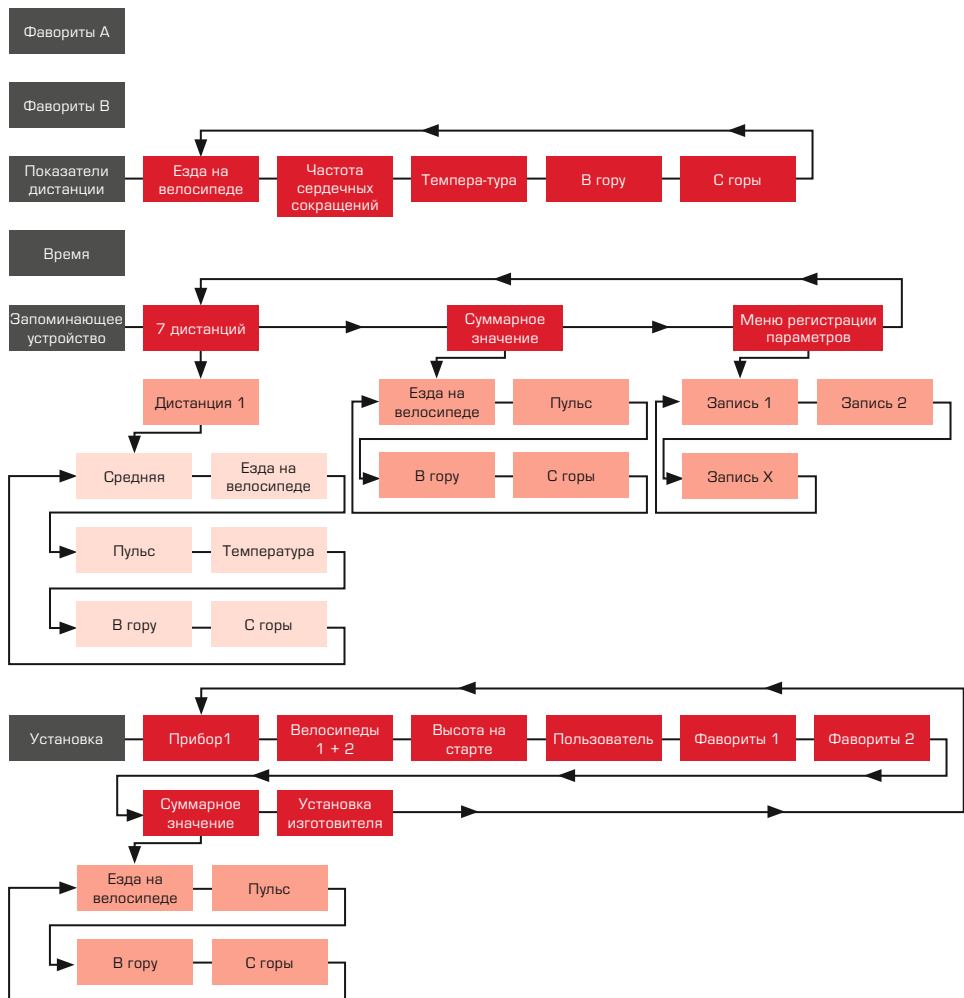 Фавориты A
Фавориты B
Показатели
дистанции
Езда на
велосипеде
Частота
сердечных
сокращений
Темпера-тура
В гору
С горы
Время
Запоминающее
устройство
7 дистанций
Суммарное
значение
Меню регистрации
параметров
Дистанция 1
Езда на
велосипеде
Пульс
Запись 1
Запись 2
Средняя
Езда на
велосипеде
В гору
С горы
Запись X
Пульс
Температура
В гору
С горы
Установка
Прибор1
Велосипеды
1 + 2
Высота на
старте
Пользователь
Фавориты 1
Фавориты 2
Суммарное
значение
Установка
изготовителя
Езда на
велосипеде
Пульс
В гору
С горы